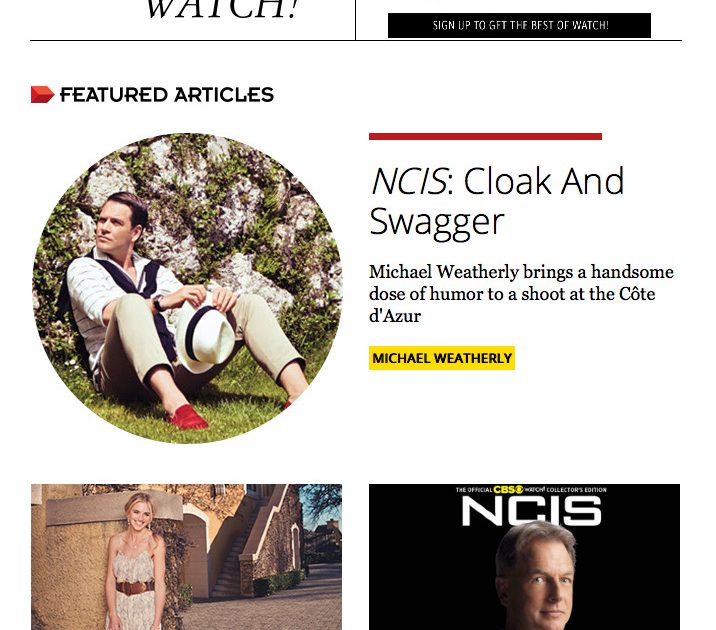 WATCH!
SIGN UP TO GET THE BEST OF WATCH!
FEATURED ARTICLES
NCIS: Cloak And
Swagger
Michael Weatherly brings a handsome
dose of humor to a shoot at the Côte
d'Azur
MICHAEL WEATHERLY
THE OFFICIAL CBS WATCH! COLLECTOR'S EDITION
NCIS